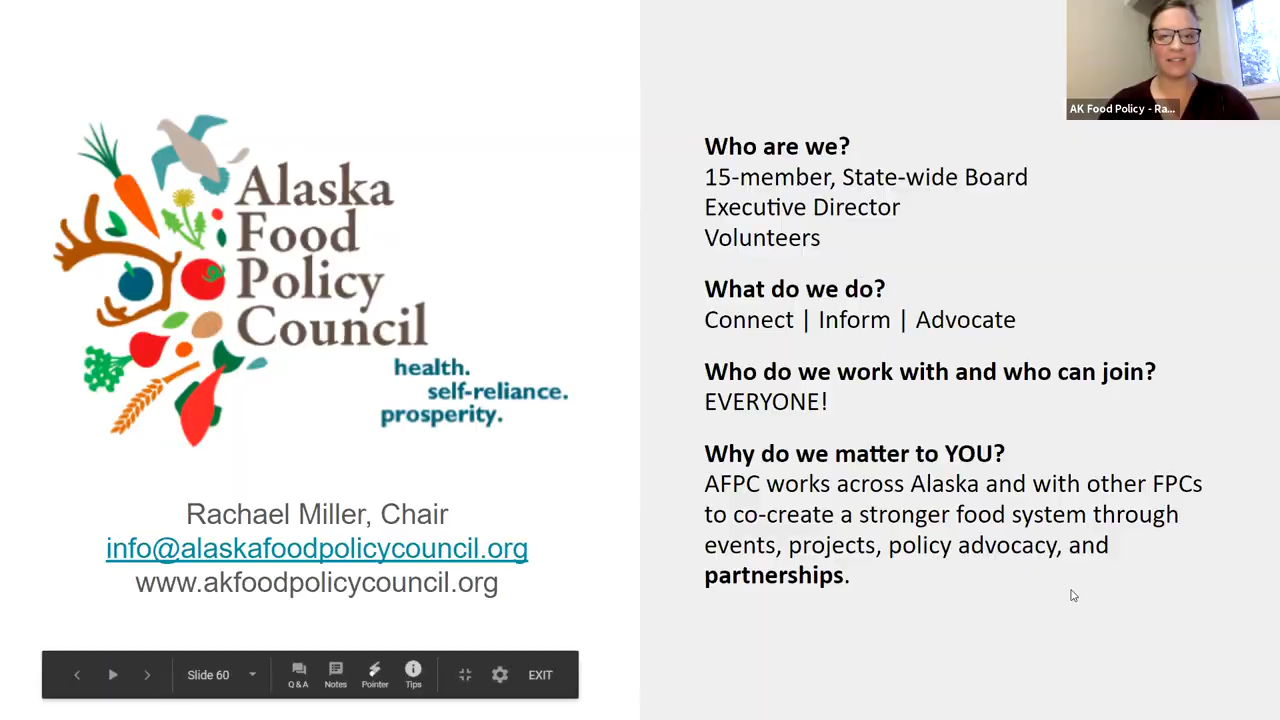 Alaska
Food
Policy
Council
health.
self-reliance.
prosperity.
Rachael Miller, Chair
info@alaskafoodpolicycouncil.org
www.akfoodpolicycouncil.org
AK Food Policy - Ra...
Who are we?
15-member, State-wide Board
Executive Director
Volunteers
What do we do?
Connect | Inform | Advocate
Who do we work with and who can join?
EVERYONE!
Why do we matter to YOU?
AFPC works across Alaska and with other FPCs
to co-create a stronger food system through
events, projects, policy advocacy, and
partnerships.
Slide 60
Q & A
Notes
Pointer
Tips
EXIT